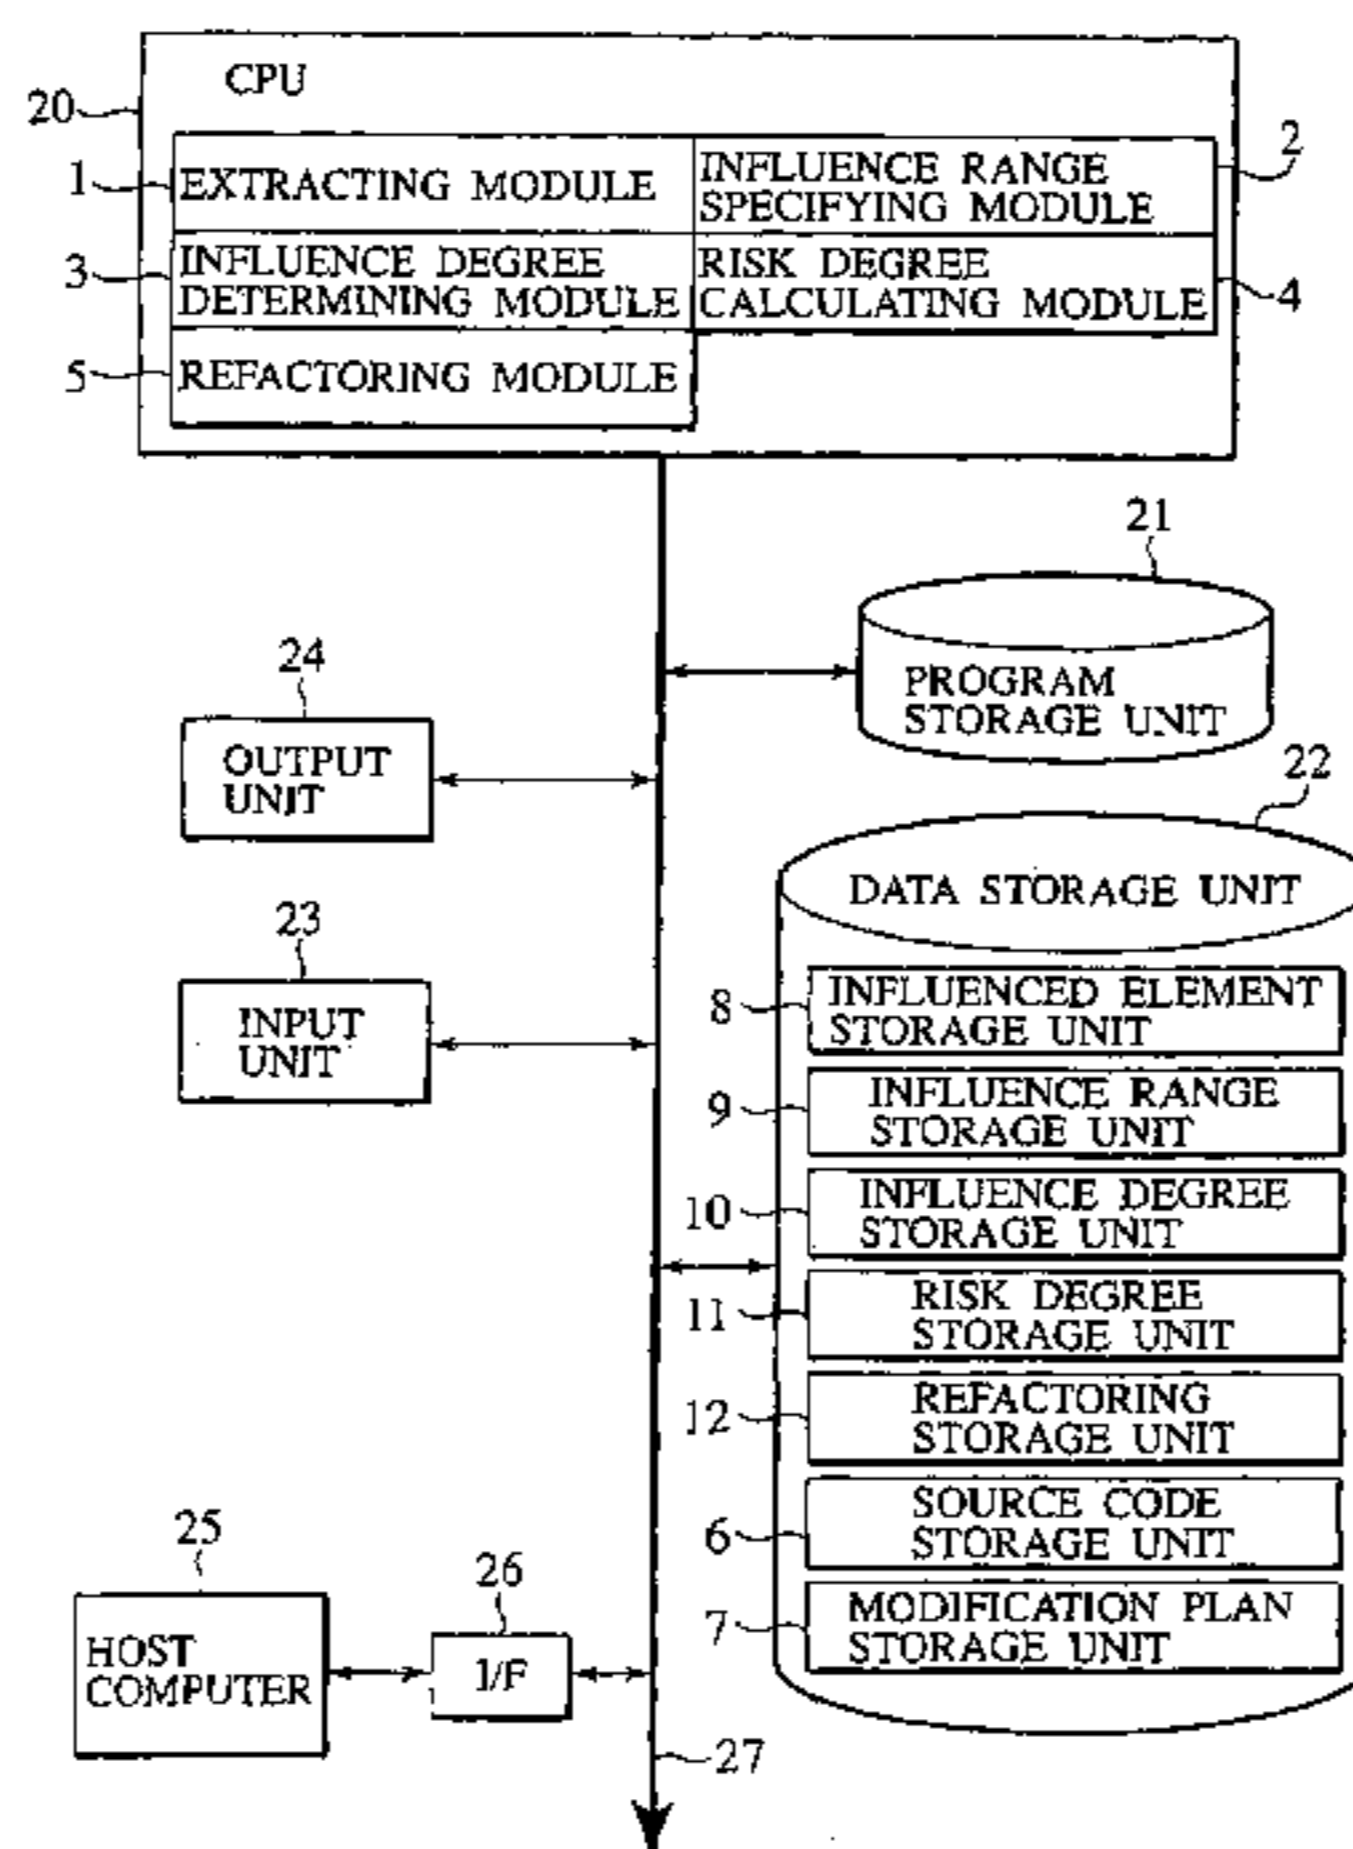 CPU
20
1
EXTRACTING MODULE
INFLUENCE RANGE
SPECIFYING MODULE
2
3
INFLUENCE DEGREE
DETERMINING MODULE
RISK DEGREE
CALCULATING MODULE
4
5
REFACTORING MODULE
21
PROGRAM
STORAGE UNIT
24
OUTPUT
UNIT
22
DATA STORAGE UNIT
23
INPUT
UNIT
8
INFLUENCED ELEMENT
STORAGE UNIT
9
INFLUENCE RANGE
STORAGE UNIT
10
INFLUENCE DEGREE
STORAGE UNIT
11
RISK DEGREE
STORAGE UNIT
12
REFACTORING
STORAGE UNIT
6
SOURCE CODE
STORAGE UNIT
7
MODIFICATION PLAN
STORAGE UNIT
25
HOST
COMPUTER
26
I/F
27